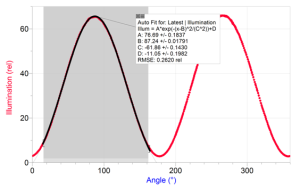 Auto Fit for: Latest | Illumination
Illum = A*exp(-(x-B)^2/(C^2))+D
A: 76.69 +/- 0.1837
B: 87.24 +/- 0.01791
C: -61.86 +/- 0.1430
D: -11.05 +/- 0.1982
RMSE: 0.2620 rel
Illumination (rel)
60
40
20
0
0
100
200
300
Angle (°)